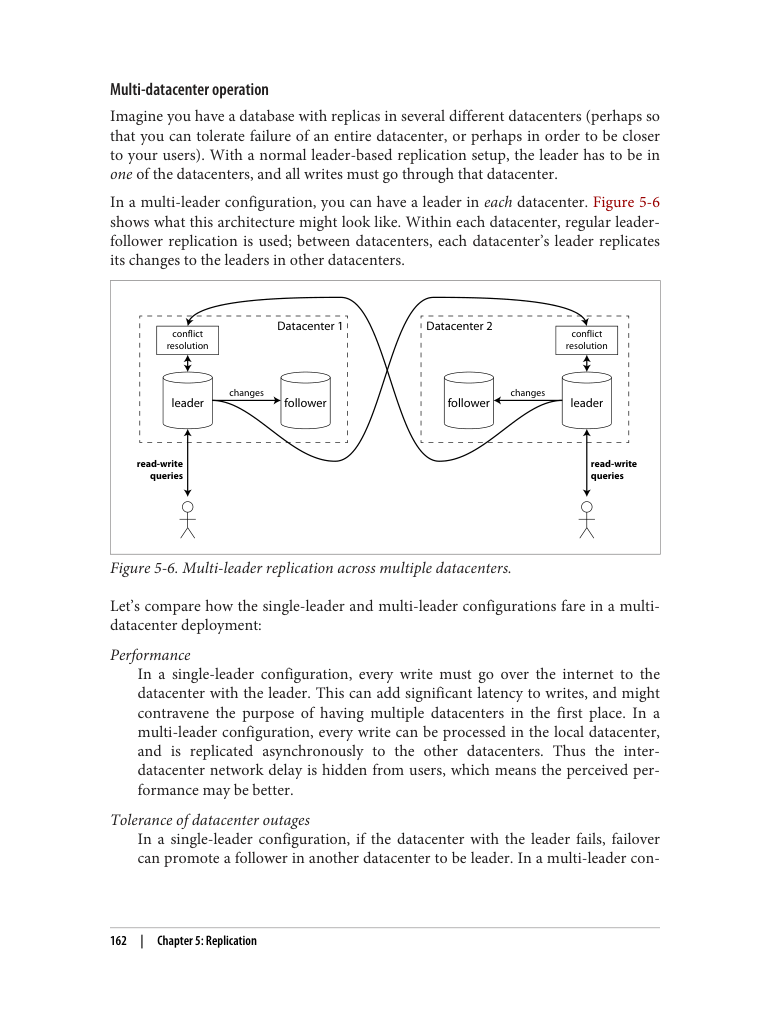 Multi-datacenter operation
Imagine you have a database with replicas in several different datacenters (perhaps so
that you can tolerate failure of an entire datacenter, or perhaps in order to be closer
to your users). With a normal leader-based replication setup, the leader has to be in
one of the datacenters, and all writes must go through that datacenter.
In a multi-leader configuration, you can have a leader in each datacenter. Figure 5-6
shows what this architecture might look like. Within each datacenter, regular leader-
follower replication is used; between datacenters, each datacenter’s leader replicates
its changes to the leaders in other datacenters.
Datacenter 1
conflict
resolution
leader
changes
follower
read-write
queries
Datacenter 2
conflict
resolution
follower
changes
leader
read-write
queries
Figure 5-6. Multi-leader replication across multiple datacenters.
Let’s compare how the single-leader and multi-leader configurations fare in a multi-
datacenter deployment:
Performance
In a single-leader configuration, every write must go over the internet to the
datacenter with the leader. This can add significant latency to writes, and might
contravene the purpose of having multiple datacenters in the first place. In a
multi-leader configuration, every write can be processed in the local datacenter,
and is replicated asynchronously to the other datacenters. Thus the inter-
datacenter network delay is hidden from users, which means the perceived per-
formance may be better.
Tolerance of datacenter outages
In a single-leader configuration, if the datacenter with the leader fails, failover
can promote a follower in another datacenter to be leader. In a multi-leader con-
162 | Chapter 5: Replication